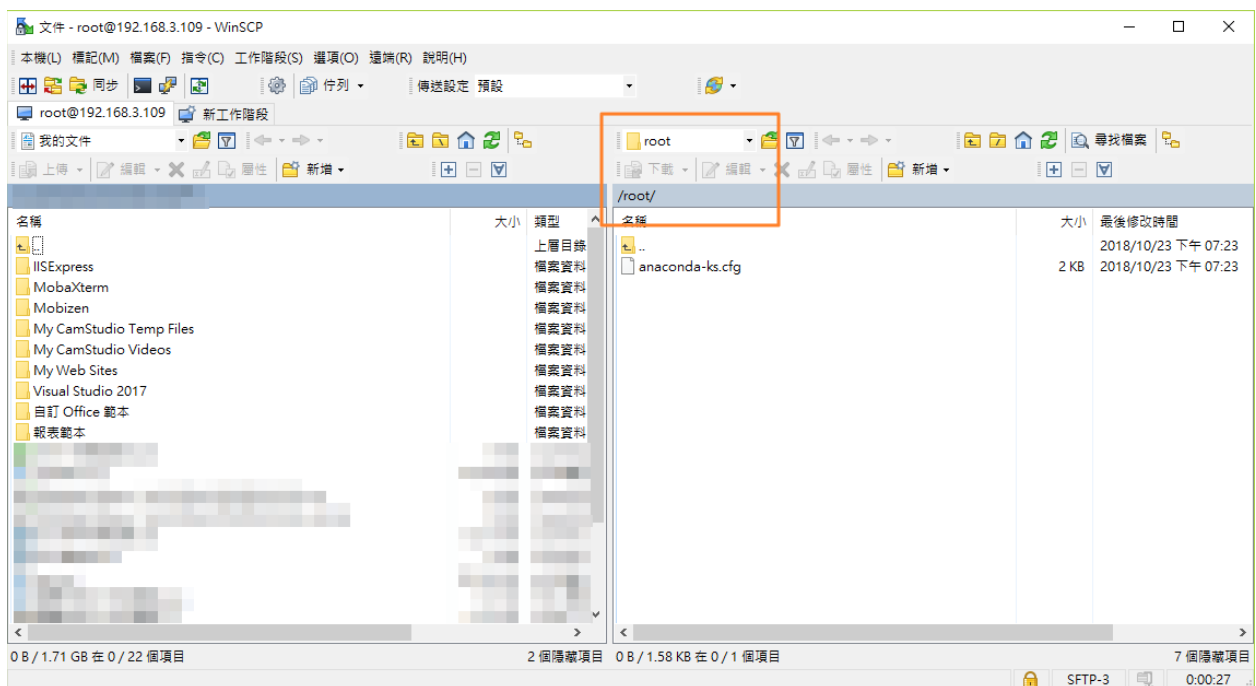 文件 - root@192.168.3.109 - WinSCP
本機(L) 標記(M) 檔案(F) 指令(C) 工作階段(S) 選項(O) 遠端(R) 說明(H)
同步 佇列 傳送設定 預設
root@192.168.3.109 新工作階段
我的文件
上傳 編輯 屬性 新增
名稱 大小 類型
.. 上層目錄
IISExpress 檔案資料
MobaXterm 檔案資料
Mobizen 檔案資料
My CamStudio Temp Files 檔案資料
My CamStudio Videos 檔案資料
My Web Sites 檔案資料
Visual Studio 2017 檔案資料
自訂 Office 範本 檔案資料
報表範本 檔案資料
0 B / 1.71 GB 在 0 / 22 個項目 2 個隱藏項目
root 尋找檔案
下載 編輯 屬性 新增
/root/
名稱 大小 最後修改時間
.. 2018/10/23 下午 07:23
anaconda-ks.cfg 2 KB 2018/10/23 下午 07:23
0 B / 1.58 KB 在 0 / 1 個項目 7 個隱藏項目
SFTP-3 0:00:27